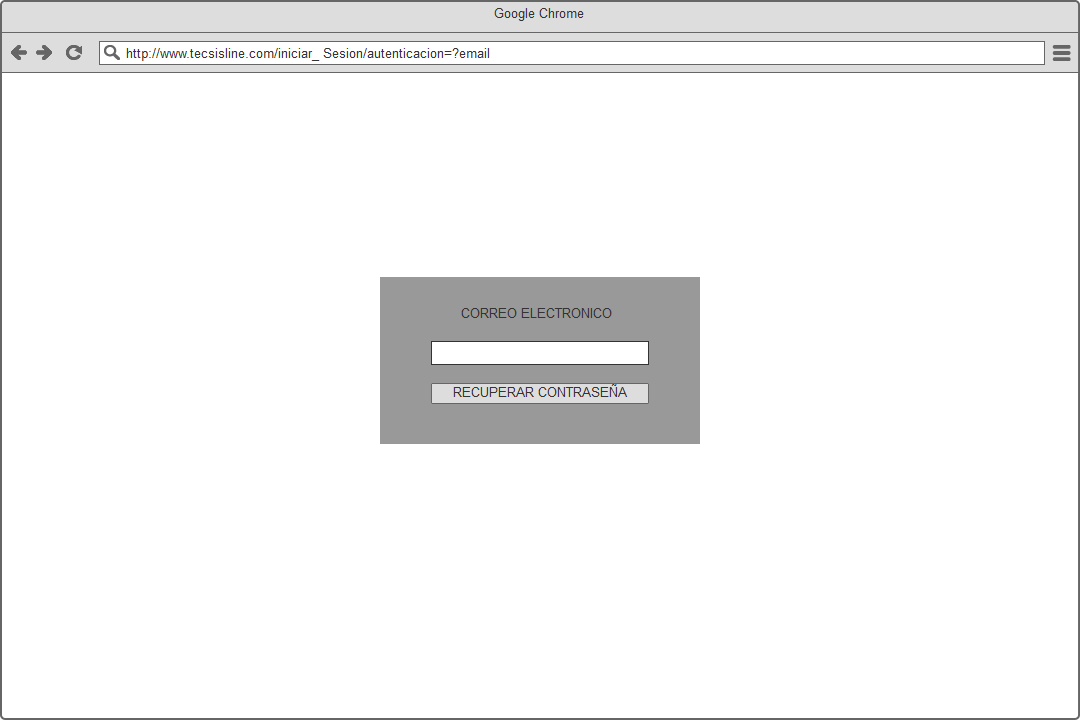 Google Chrome
http://www.tecsisline.com/iniciar_ Sesion/autenticacion=?email
CORREO ELECTRONICO
RECUPERAR CONTRASEÑA